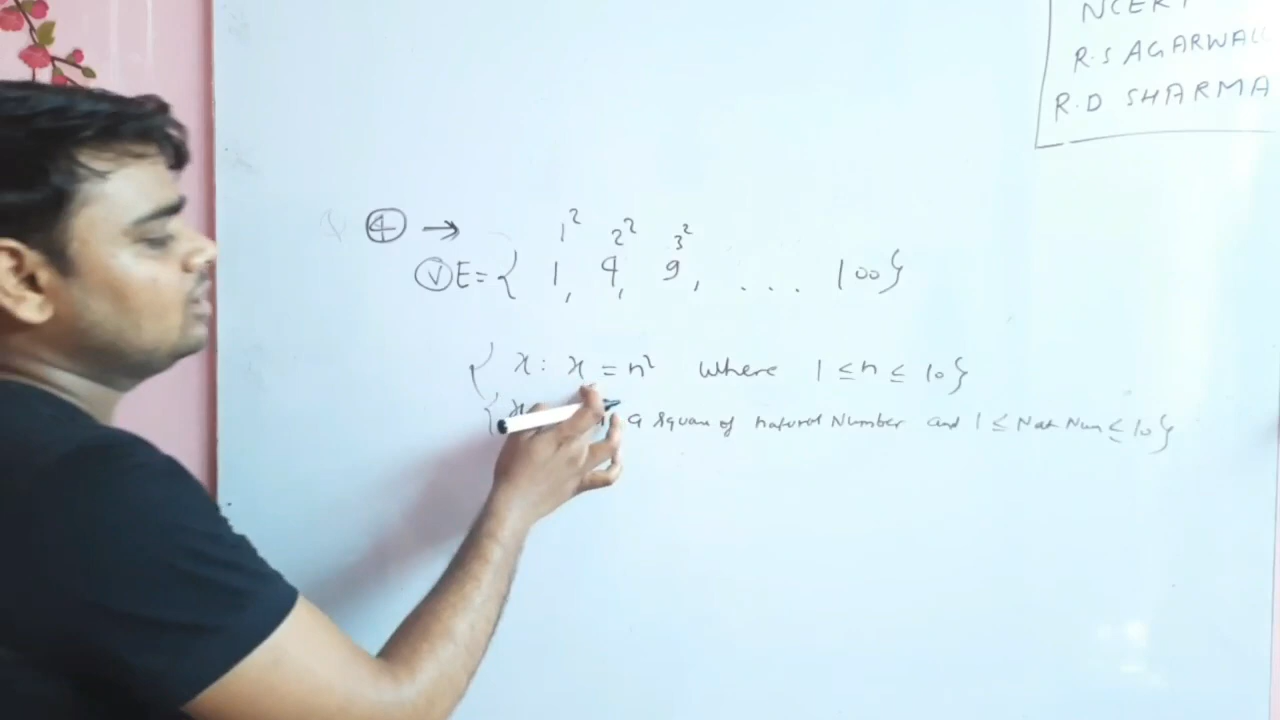 NCERT
R.S AGARWAL
R.D SHARMA
④ → 1² 2² 3²
Ⓥ E = { 1, 4, 9, . . . 100}
{ x : x = n² where 1 ≤ n ≤ 10}
{ x a square of natural Number and 1 ≤ Nat Num ≤ 10}